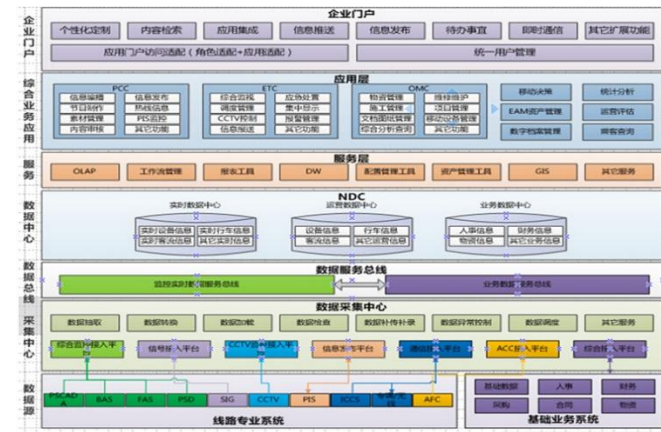 企业门户
企业门户
个性化定制 内容检索 应用集成 信息推送 信息发布 待办事宜 即时通信 其它扩展功能
应用门户访问适配（角色适配+应用适配） 统一用户管理
综合业务应用
应用层
PCC ETC OMC
信息编播 信息发布 综合监视 应急处置 物资管理 维修维护 移动决策 统计分析
节目制作 热线信息 调度管理 集中显示 施工管理 项目管理
素材管理 PIS监控 CCTV控制 报警管理 文档图纸管理 移动设备管理 EAM资产管理 运营评估
内容审核 其它功能 信息报送 其它功能 综合分析查询 其它功能 数字档案管理 乘客查询
服务
服务层
OLAP 工作流管理 报表工具 DW 配置管理工具 资产管理工具 GIS 其它服务
数据中心
NDC
实时数据中心 运营数据中心 业务数据中心
实时设备信息 实时行车信息 设备信息 行车信息 人事信息 财务信息
实时客流信息 其它实时信息 客流信息 其它运营信息 物资信息 其它业务信息
数据总线
数据服务总线
监控实时数据服务总线 业务数据服务总线
采集中心
数据采集中心
数据抽取 数据转换 数据加载 数据检查 数据补传补录 数据异常控制 数据调度 其它服务
综合监控接入平台 信号接入平台 CCTV监视接入平台 信息发布平台 通信接入平台 ACC接入平台 综合接入平台
数据源
PSCADA BAS FAS PSD SIG CCTV PIS ICCS AFC
线路专业系统
基础数据 人事 财务
采购 合同 物资
基础业务系统